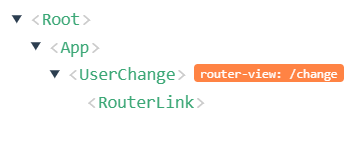 <Root>
<App>
<UserChange> router-view: /change
<RouterLink>